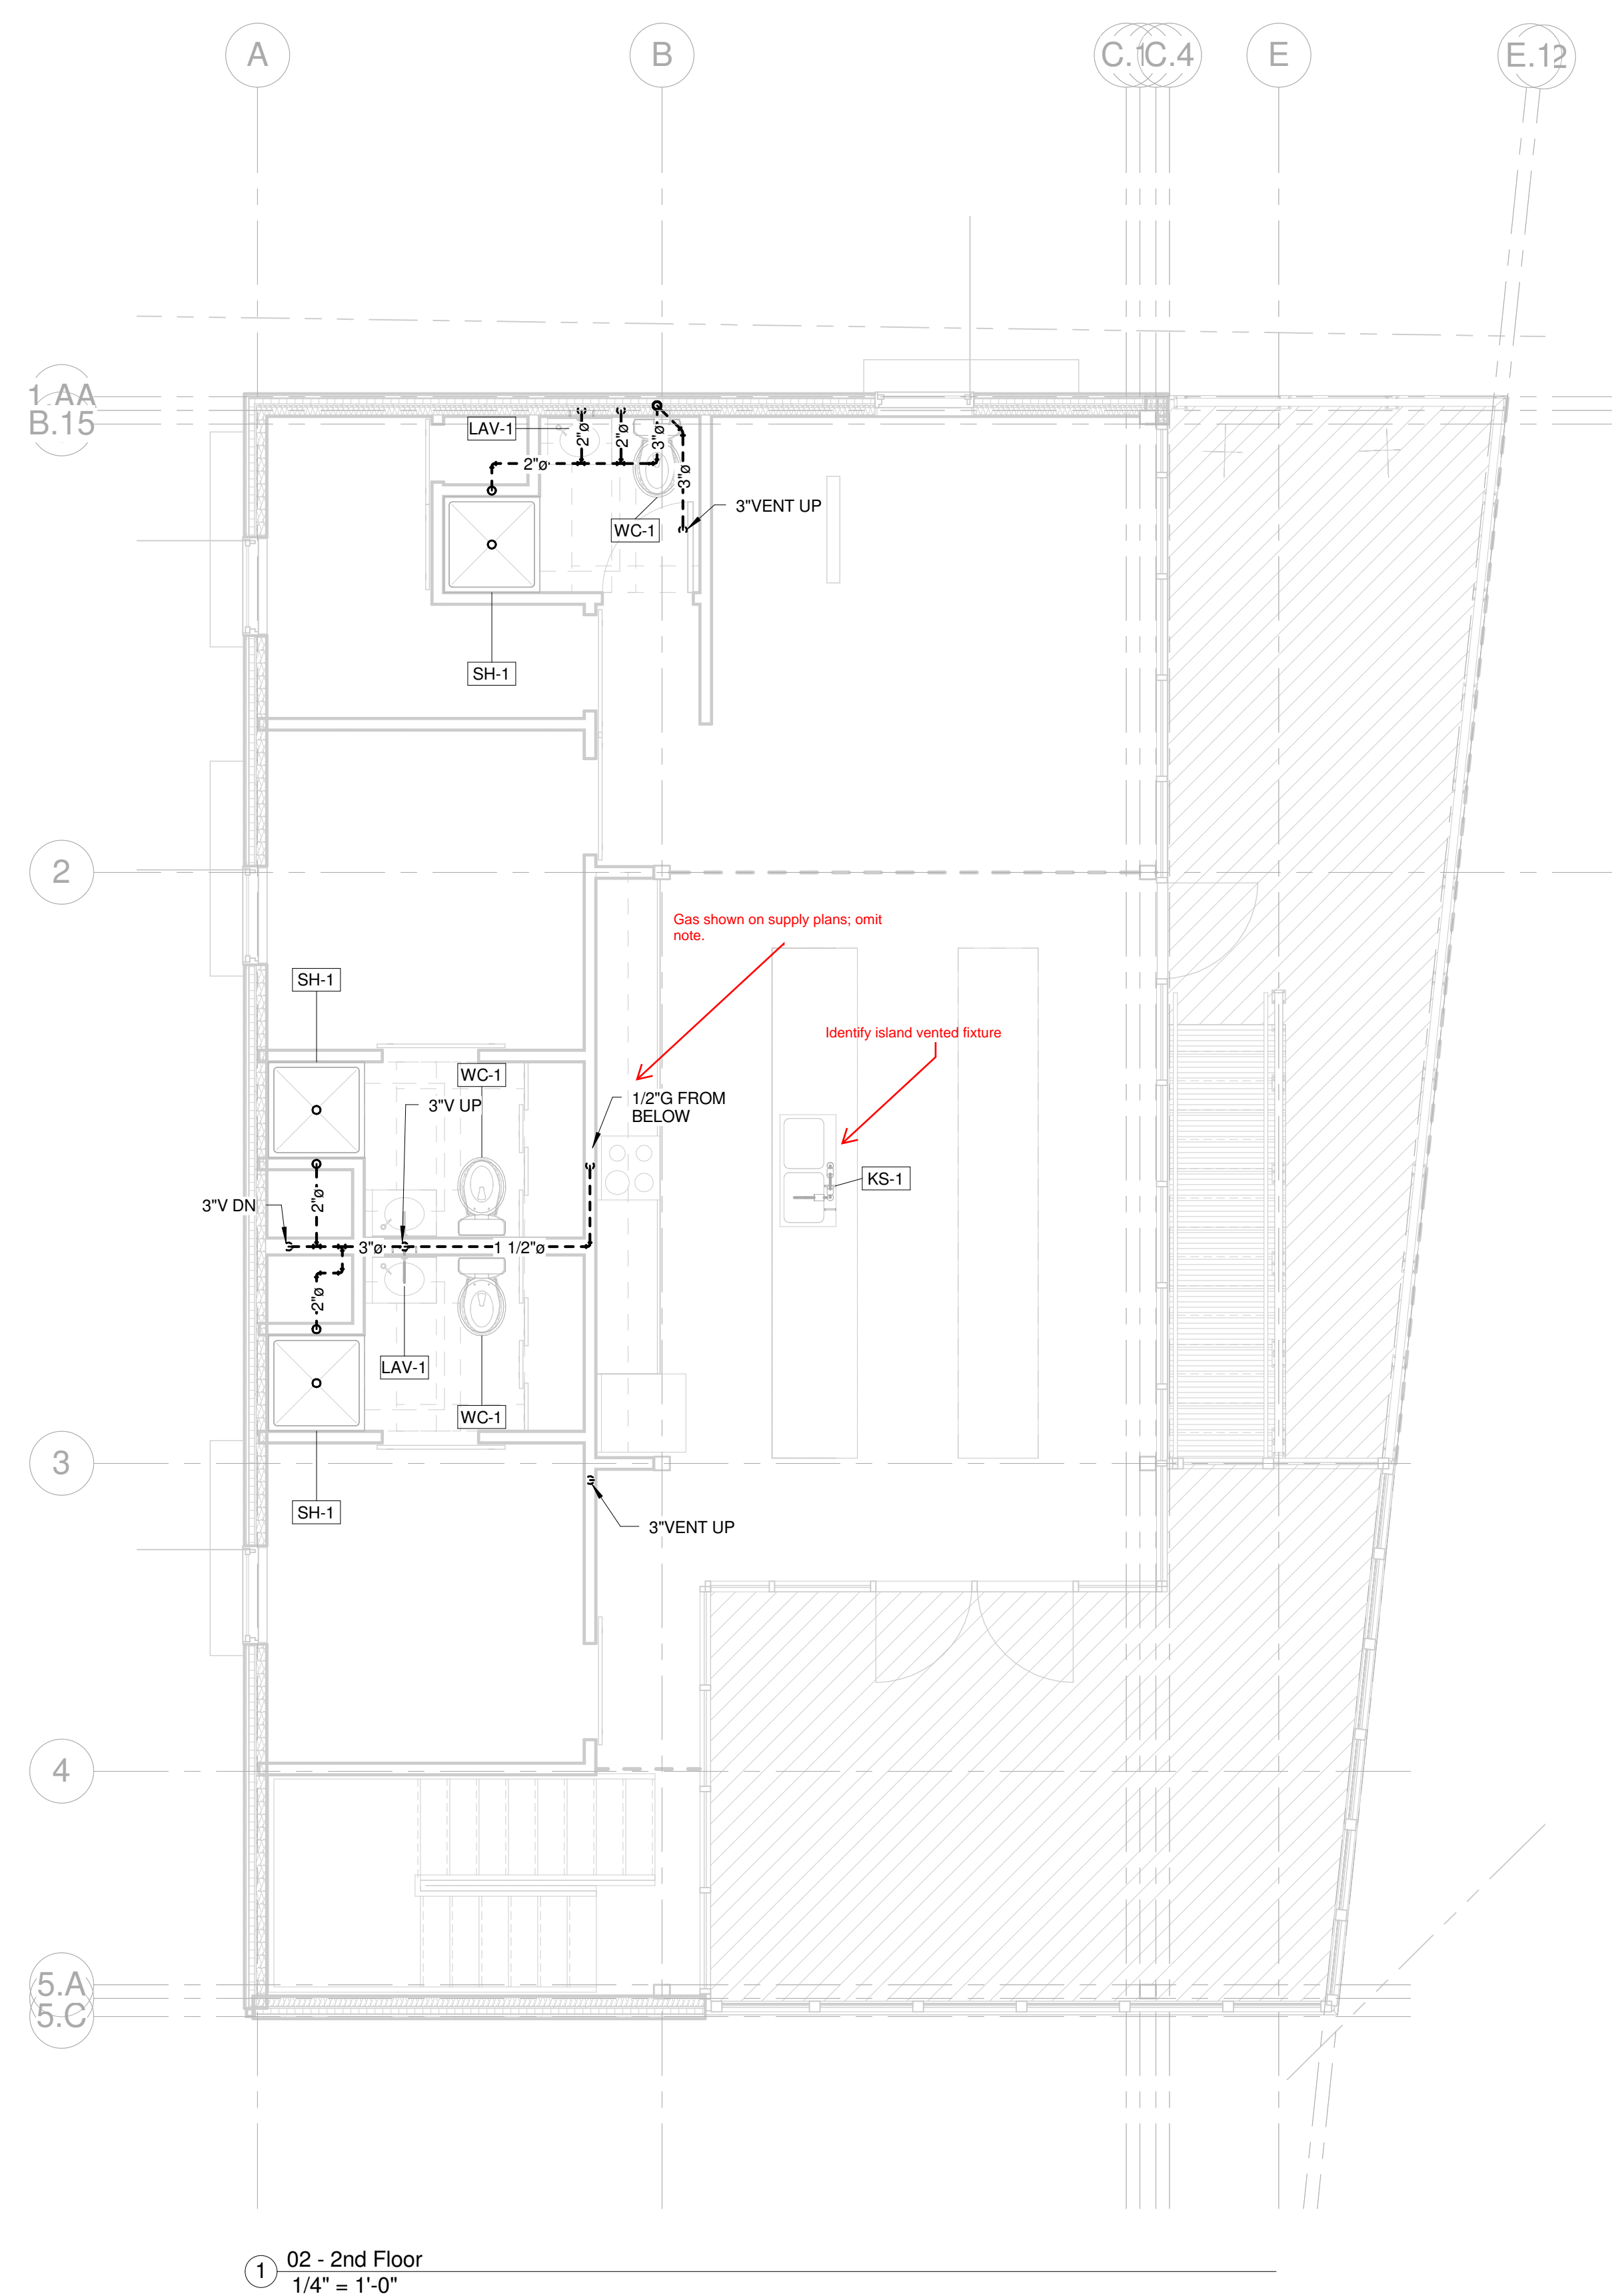 A
B
C.1
C.4
E
E.12
1.AA
B.15
LAV-1
2"ø
2"ø
3"ø
2"ø
3"ø
3"VENT UP
WC-1
SH-1
2
Gas shown on supply plans; omit
note.
SH-1
Identify island vented fixture
WC-1
3"V UP
1/2"G FROM
BELOW
KS-1
2"ø
3"V DN
3"ø
1 1/2"ø
2"ø
LAV-1
WC-1
3
SH-1
3"VENT UP
4
5.A
5.C
1
02 - 2nd Floor
1/4" = 1'-0"